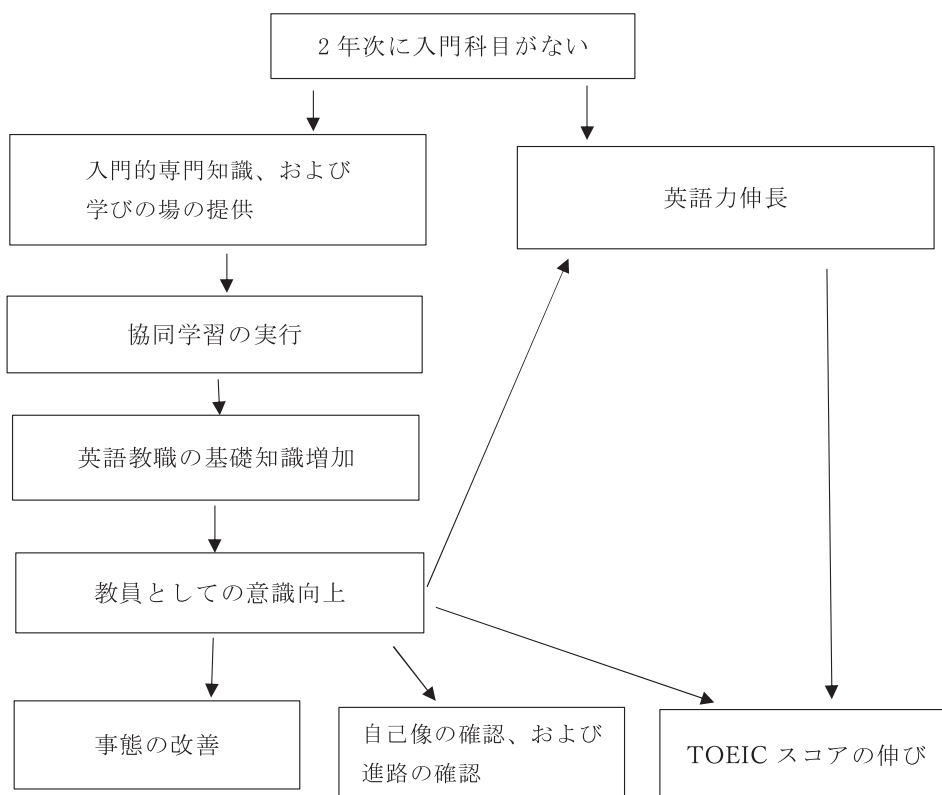 2年次に入門科目がない
入門的専門知識、および
学びの場の提供
英語力伸長
協同学習の実行
英語教職の基礎知識増加
教員としての意識向上
事態の改善
自己像の確認、および
進路の確認
TOEIC スコアの伸び